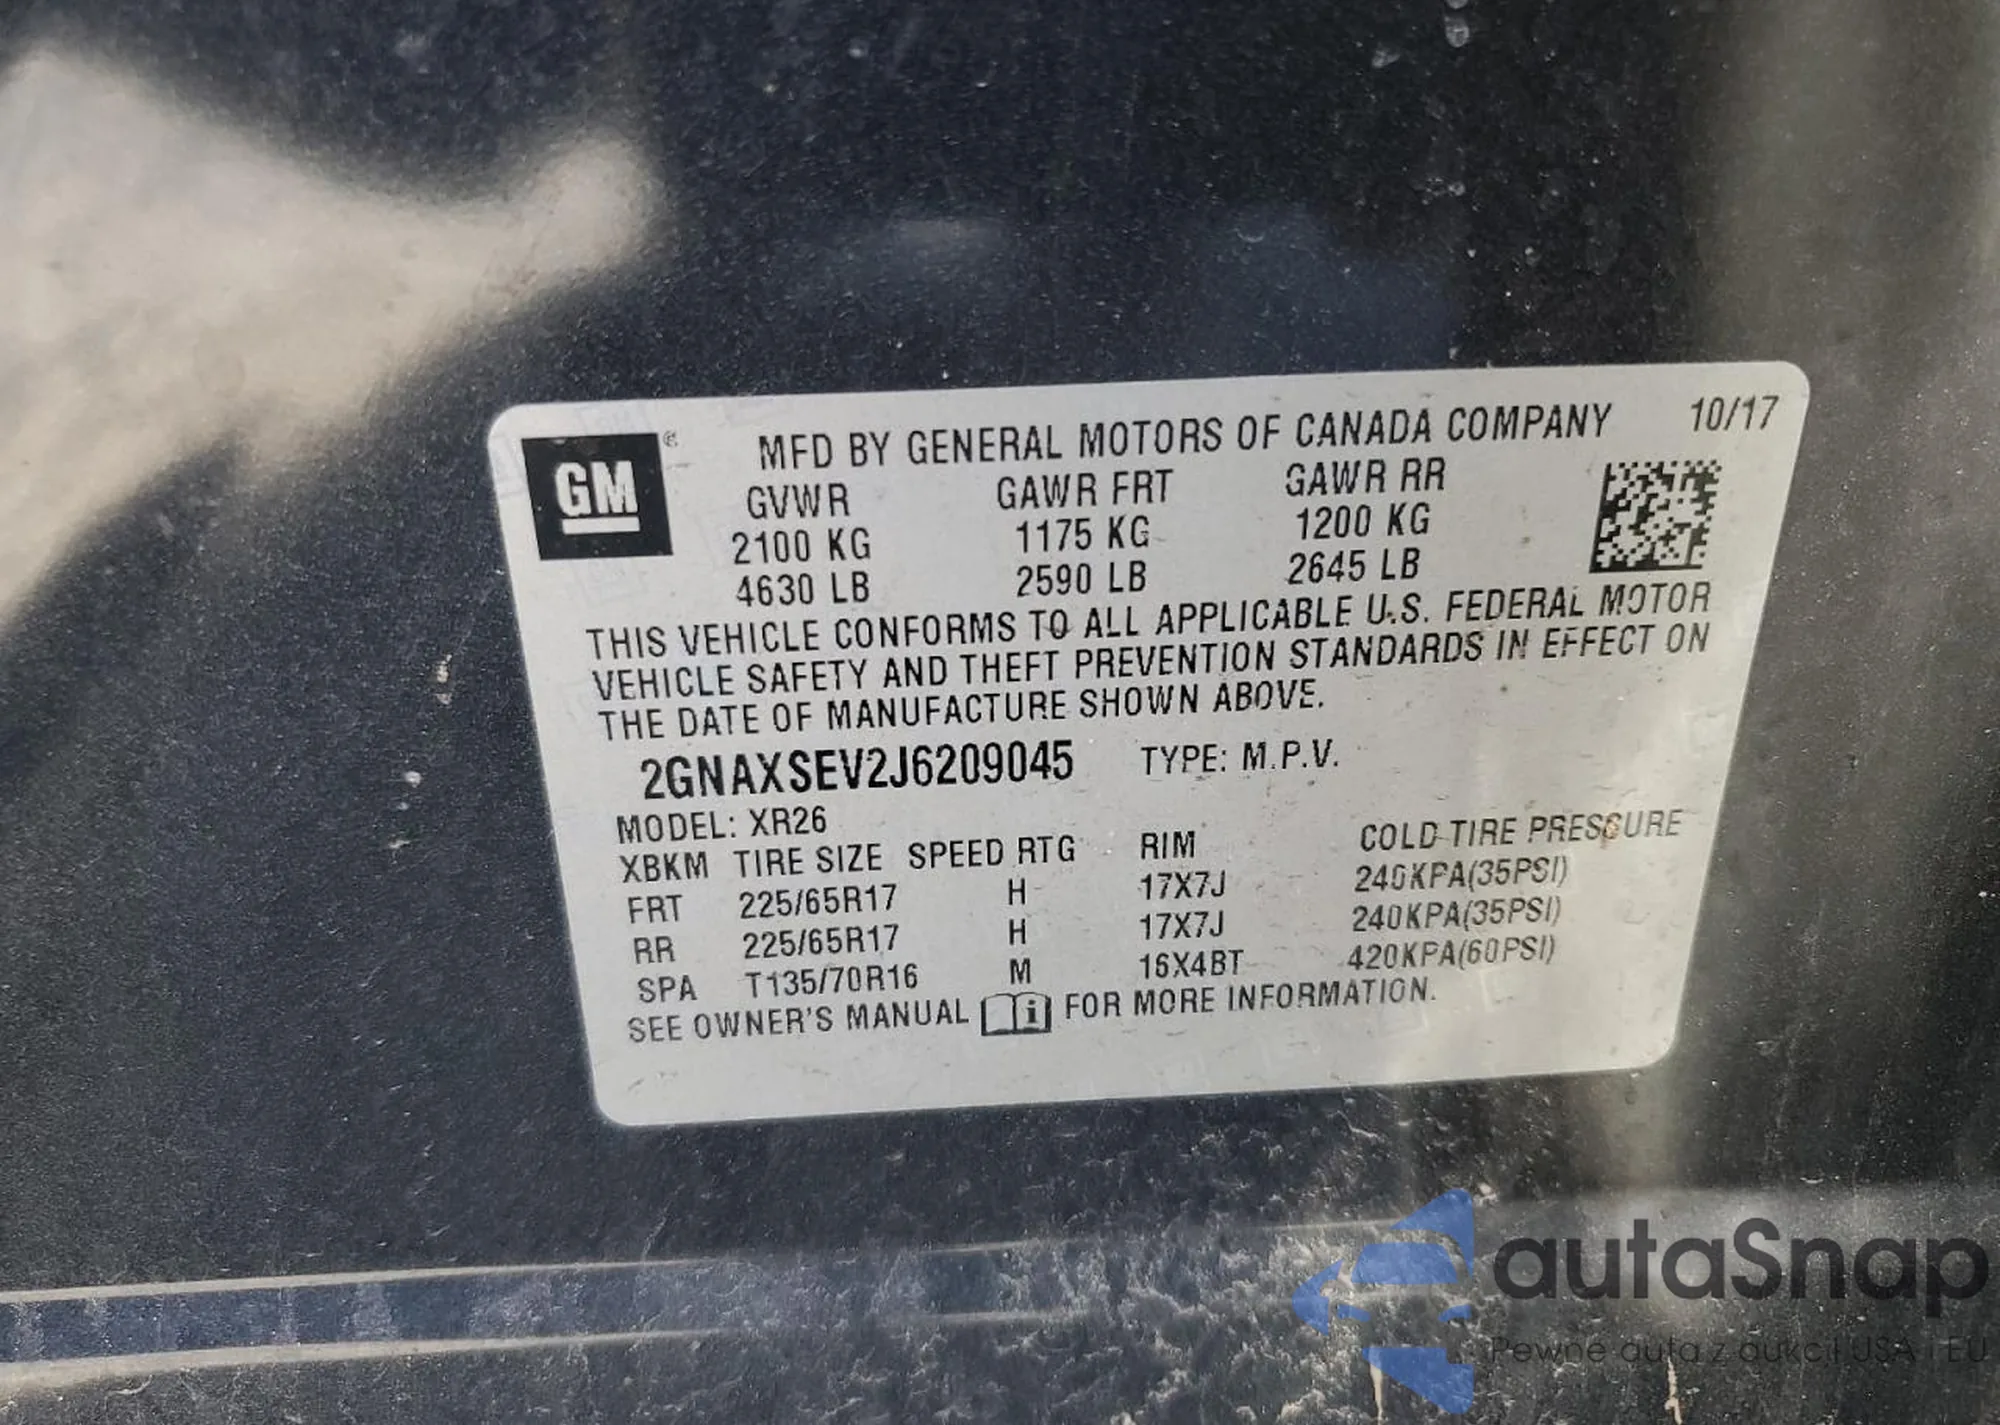 GM ®
MFD BY GENERAL MOTORS OF CANADA COMPANY 10/17
GVWR GAWR FRT GAWR RR
2100 KG 1175 KG 1200 KG
4630 LB 2590 LB 2645 LB
THIS VEHICLE CONFORMS TO ALL APPLICABLE U.S. FEDERAL MOTOR
VEHICLE SAFETY AND THEFT PREVENTION STANDARDS IN EFFECT ON
THE DATE OF MANUFACTURE SHOWN ABOVE.
2GNAXSEV2J6209045 TYPE: M.P.V.
MODEL: XR26
XBKM TIRE SIZE SPEED RTG RIM COLD TIRE PRESSURE
FRT 225/65R17 H 17X7J 240KPA(35PSI)
RR 225/65R17 H 17X7J 240KPA(35PSI)
SPA T135/70R16 M 16X4BT 420KPA(60PSI)
SEE OWNER'S MANUAL i FOR MORE INFORMATION.
autaSnap
Pewne auta z aukcji USA i EU